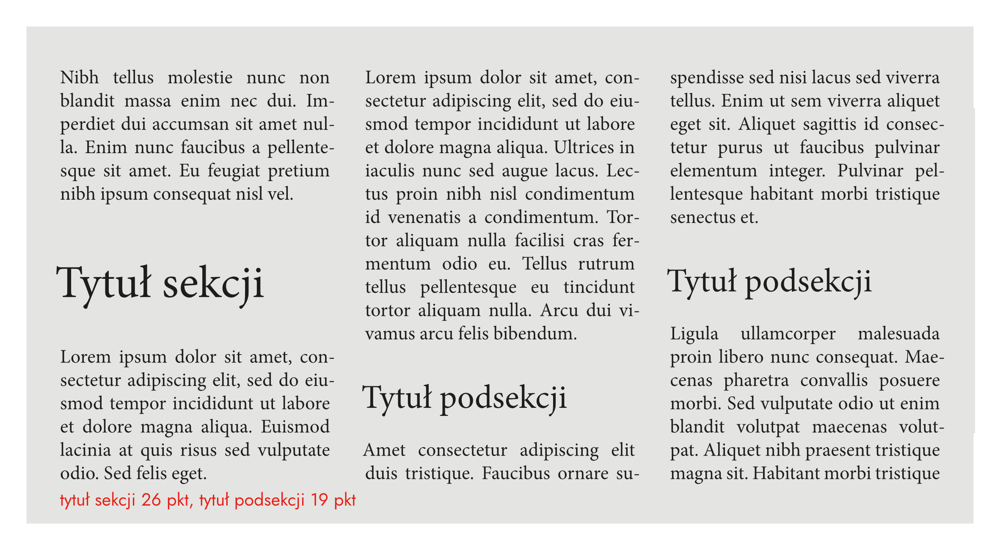 Nibh tellus molestie nunc non
blandit massa enim nec dui. Im-
perdiet dui accumsan sit amet nul-
la. Enim nunc faucibus a pellente-
sque sit amet. Eu feugiat pretium
nibh ipsum consequat nisl vel.
Tytuł sekcji
Lorem ipsum dolor sit amet, con-
sectetur adipiscing elit, sed do eiu-
smod tempor incididunt ut labore
et dolore magna aliqua. Euismod
lacinia at quis risus sed vulputate
odio. Sed felis eget.
tytuł sekcji 26 pkt, tytuł podsekcji 19 pkt
Lorem ipsum dolor sit amet, con-
sectetur adipiscing elit, sed do eiu-
smod tempor incididunt ut labore
et dolore magna aliqua. Ultrices in
iaculis nunc sed augue lacus. Lec-
tus proin nibh nisl condimentum
id venenatis a condimentum. Tor-
tor aliquam nulla facilisi cras fer-
mentum odio eu. Tellus rutrum
tellus pellentesque eu tincidunt
tortor aliquam nulla. Arcu dui vi-
vamus arcu felis bibendum.
Tytuł podsekcji
Amet consectetur adipiscing elit
duis tristique. Faucibus ornare su-
spendisse sed nisi lacus sed viverra
tellus. Enim ut sem viverra aliquet
eget sit. Aliquet sagittis id consec-
tetur purus ut faucibus pulvinar
elementum integer. Pulvinar pel-
lentesque habitant morbi tristique
senectus et.
Tytuł podsekcji
Ligula ullamcorper malesuada
proin libero nunc consequat. Mae-
cenas pharetra convallis posuere
morbi. Sed vulputate odio ut enim
blandit volutpat maecenas volut-
pat. Aliquet nibh praesent tristique
magna sit. Habitant morbi tristique